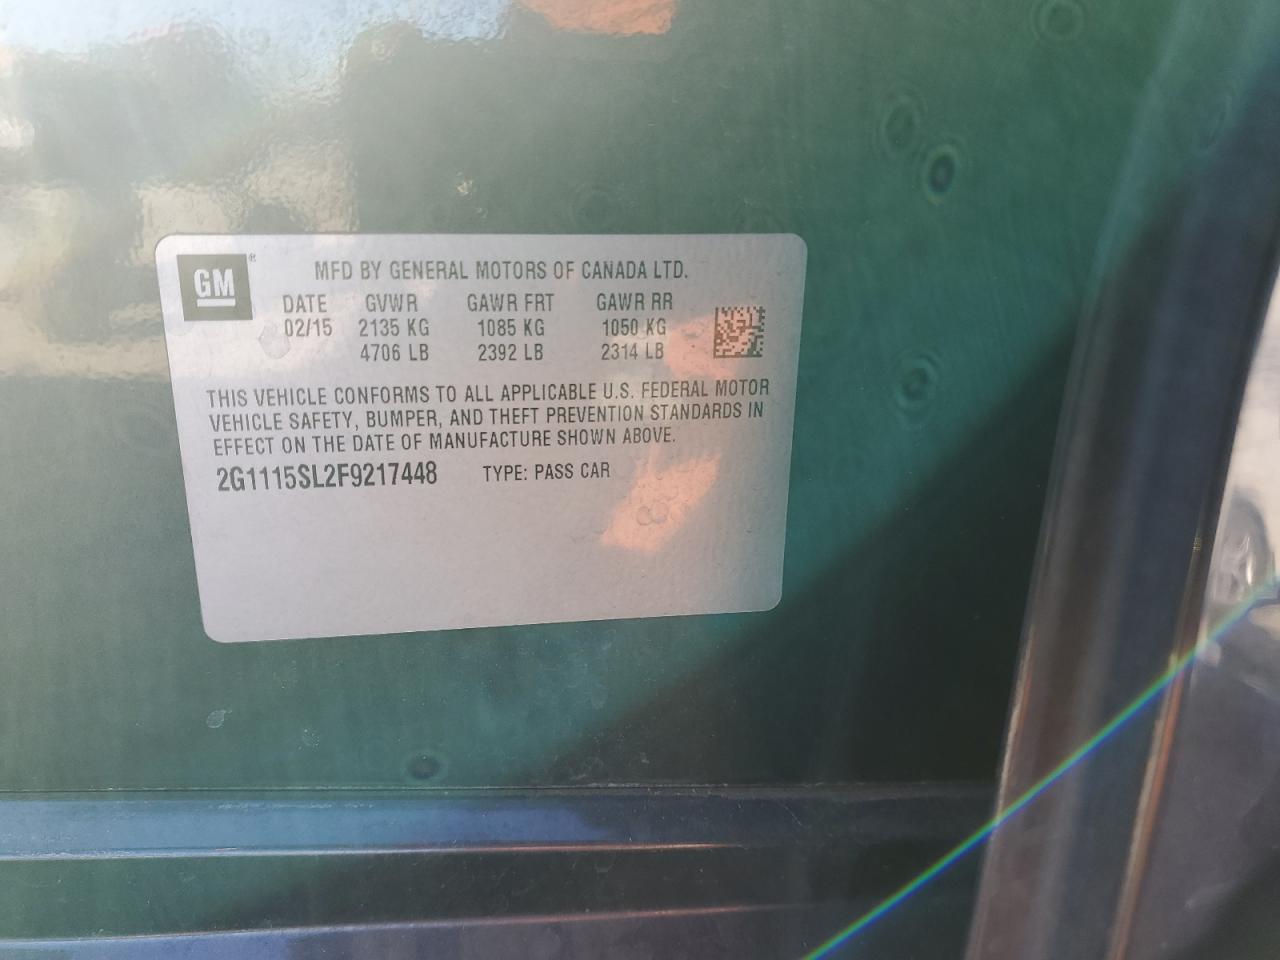 GM ®
MFD BY GENERAL MOTORS OF CANADA LTD.
DATE GVWR GAWR FRT GAWR RR
02/15 2135 KG 1085 KG 1050 KG
4706 LB 2392 LB 2314 LB
THIS VEHICLE CONFORMS TO ALL APPLICABLE U.S. FEDERAL MOTOR
VEHICLE SAFETY, BUMPER, AND THEFT PREVENTION STANDARDS IN
EFFECT ON THE DATE OF MANUFACTURE SHOWN ABOVE.
2G1115SL2F9217448 TYPE: PASS CAR